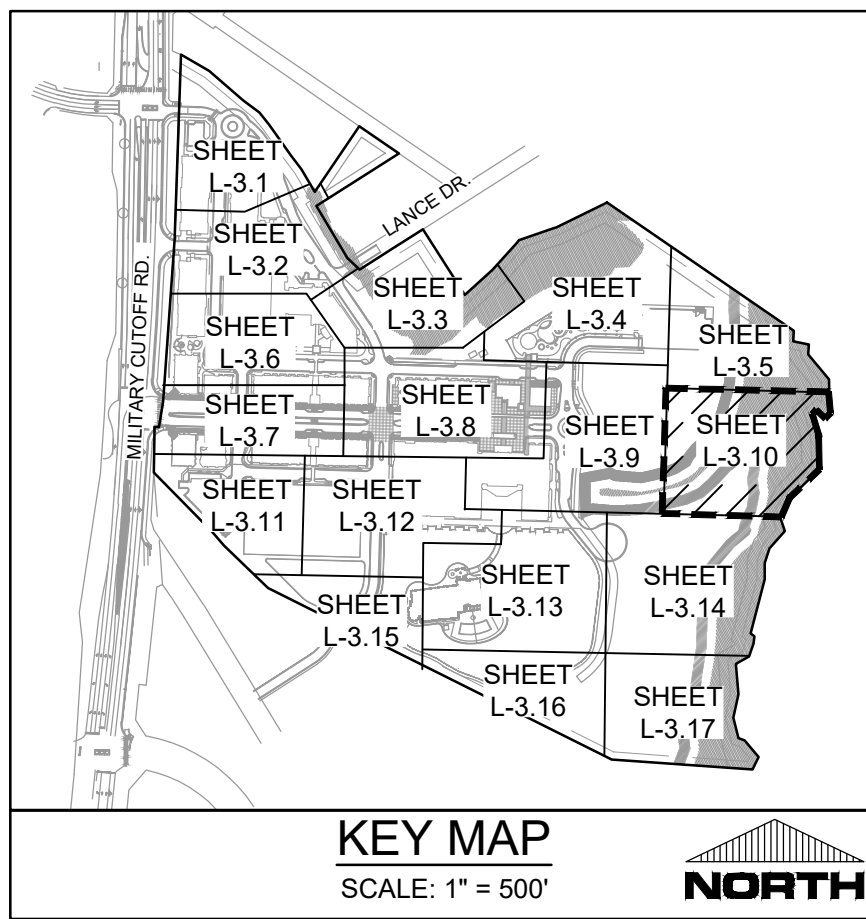 SHEET
L-3.1
LANCE DR.
SHEET
L-3.2
SHEET
L-3.3
SHEET
L-3.4
MILITARY CUTOFF RD.
SHEET
L-3.6
SHEET
L-3.5
SHEET
L-3.7
SHEET
L-3.8
SHEET
L-3.9
SHEET
L-3.10
SHEET
L-3.11
SHEET
L-3.12
SHEET
L-3.13
SHEET
L-3.14
SHEET
L-3.15
SHEET
L-3.16
SHEET
L-3.17
KEY MAP
SCALE: 1" = 500'
NORTH